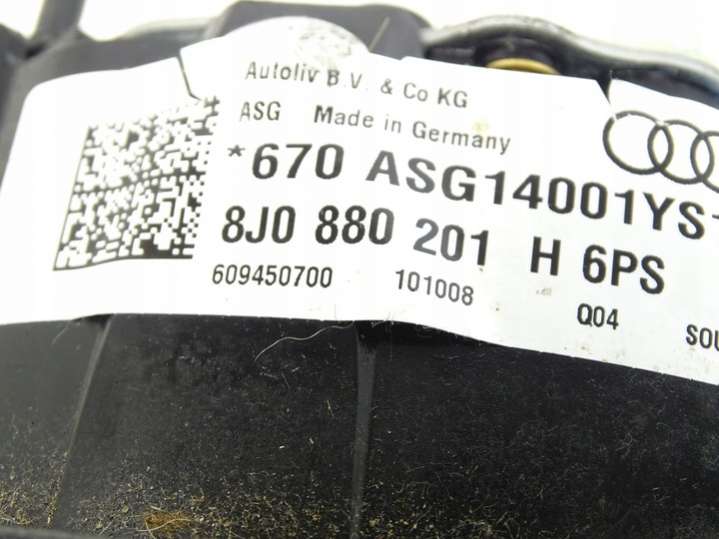 Autoliv B.V. & Co KG
ASG Made in Germany
*670 ASG14001YS
8J0 880 201 H 6PS
609450700 101008 Q04 SOU